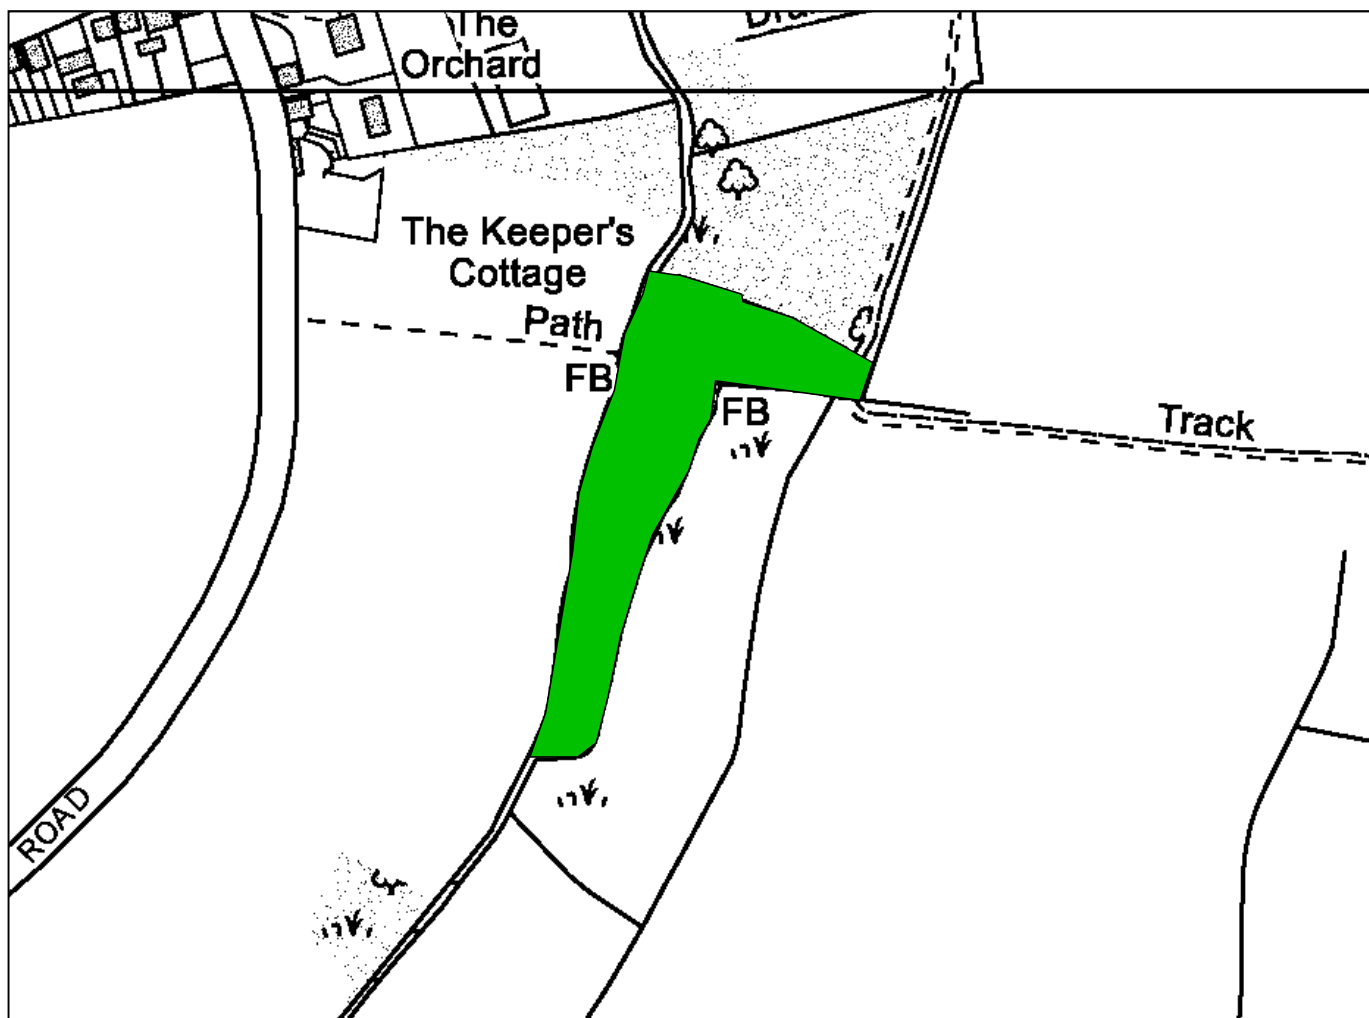 The
Orchard
The Keeper's
Cottage
Path
FB
FB
Track
ROAD